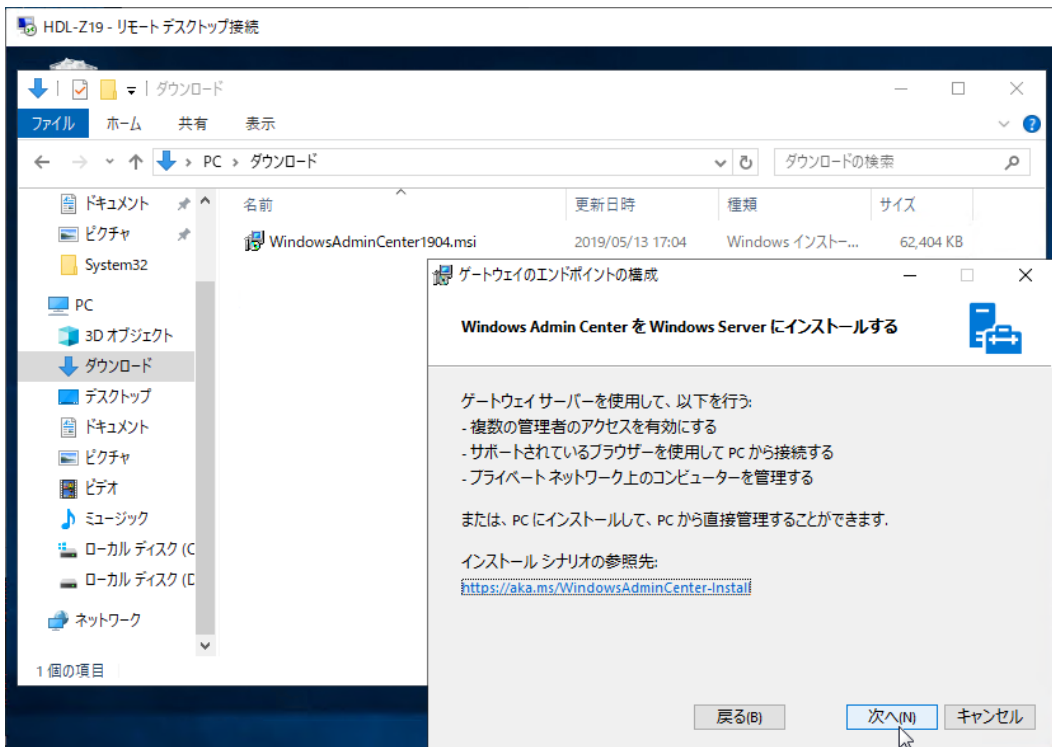 HDL-Z19 - リモート デスクトップ接続
ダウンロード
ファイル ホーム 共有 表示
PC › ダウンロード ダウンロードの検索
ドキュメント
ピクチャ
System32
PC
3D オブジェクト
ダウンロード
デスクトップ
ドキュメント
ピクチャ
ビデオ
ミュージック
ローカル ディスク (C
ローカル ディスク (D
ネットワーク
1 個の項目
名前 更新日時 種類 サイズ
WindowsAdminCenter1904.msi 2019/05/13 17:04 Windows インストー... 62,404 KB
ゲートウェイのエンドポイントの構成
Windows Admin Center を Windows Server にインストールする
ゲートウェイ サーバーを使用して、以下を行う:
- 複数の管理者のアクセスを有効にする
- サポートされているブラウザーを使用して PC から接続する
- プライベート ネットワーク上のコンピューターを管理する
または、PC にインストールして、PC から直接管理することができます.
インストール シナリオの参照先:
https://aka.ms/WindowsAdminCenter-Install
戻る(B) 次へ(N) キャンセル